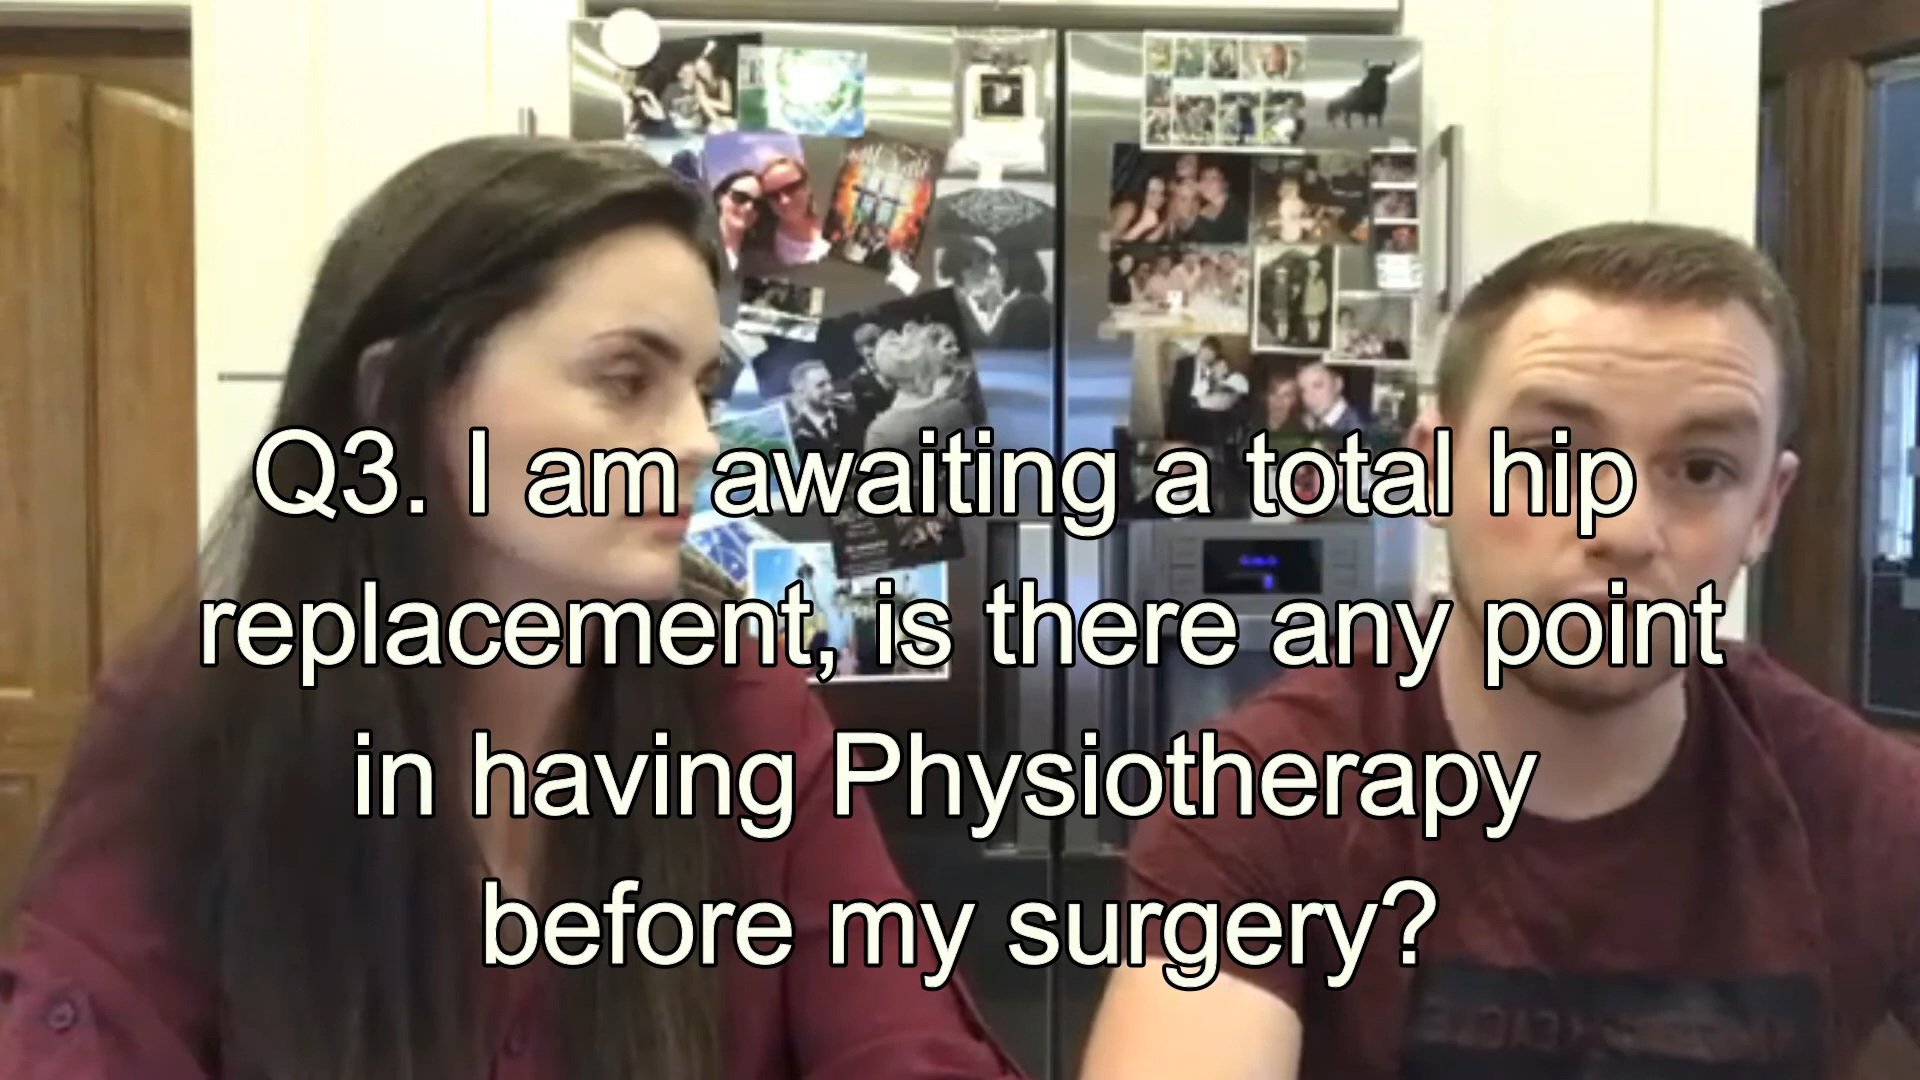 Q3. I am awaiting a total hip
replacement, is there any point
in having Physiotherapy
before my surgery?